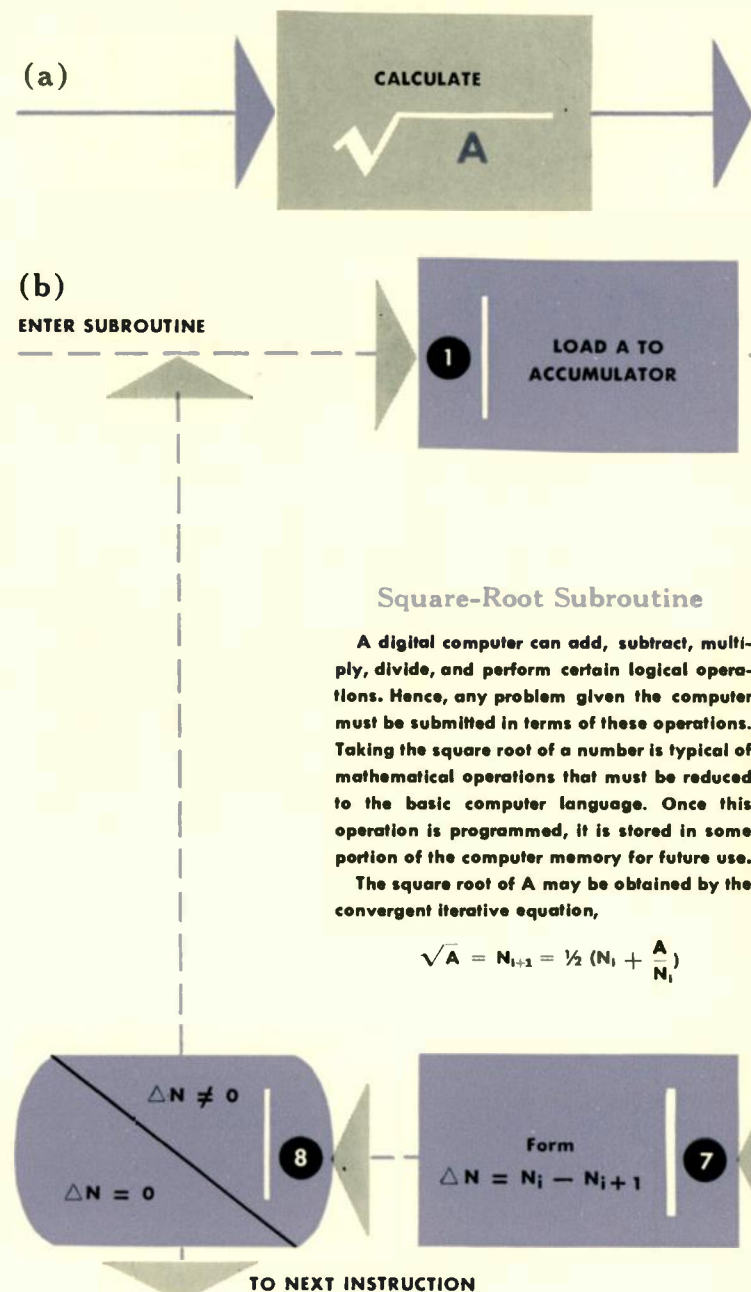 (a)
CALCULATE
√A
(b)
ENTER SUBROUTINE
1
LOAD A TO
ACCUMULATOR
Square-Root Subroutine
A digital computer can add, subtract, multi-
ply, divide, and perform certain logical opera-
tions. Hence, any problem given the computer
must be submitted in terms of these operations.
Taking the square root of a number is typical of
mathematical operations that must be reduced
to the basic computer language. Once this
operation is programmed, it is stored in some
portion of the computer memory for future use.
The square root of A may be obtained by the
convergent iterative equation,
√A = Nᵢ₊₁ = ½ (Nᵢ + A/Nᵢ)
△N ≠ 0
△N = 0
8
Form
△N = Nᵢ − Nᵢ₊₁
7
TO NEXT INSTRUCTION